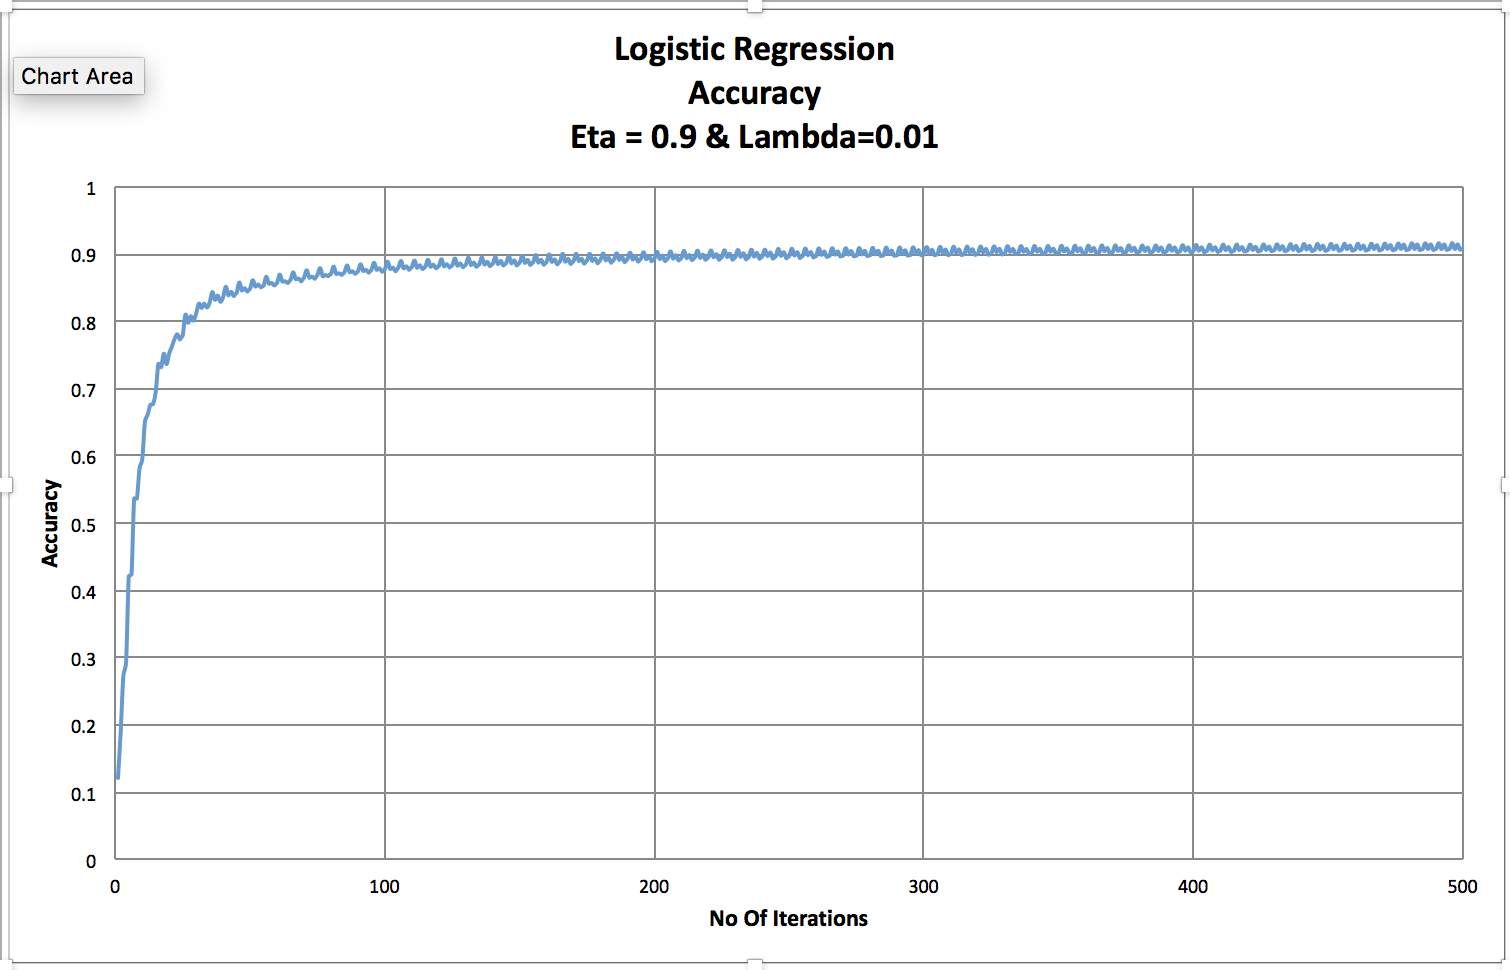 Logistic Regression
Accuracy
Eta = 0.9 & Lambda=0.01
Chart Area
1
0.9
0.8
0.7
0.6
0.5
0.4
0.3
0.2
0.1
0
Accuracy
0 100 200 300 400 500
No Of Iterations